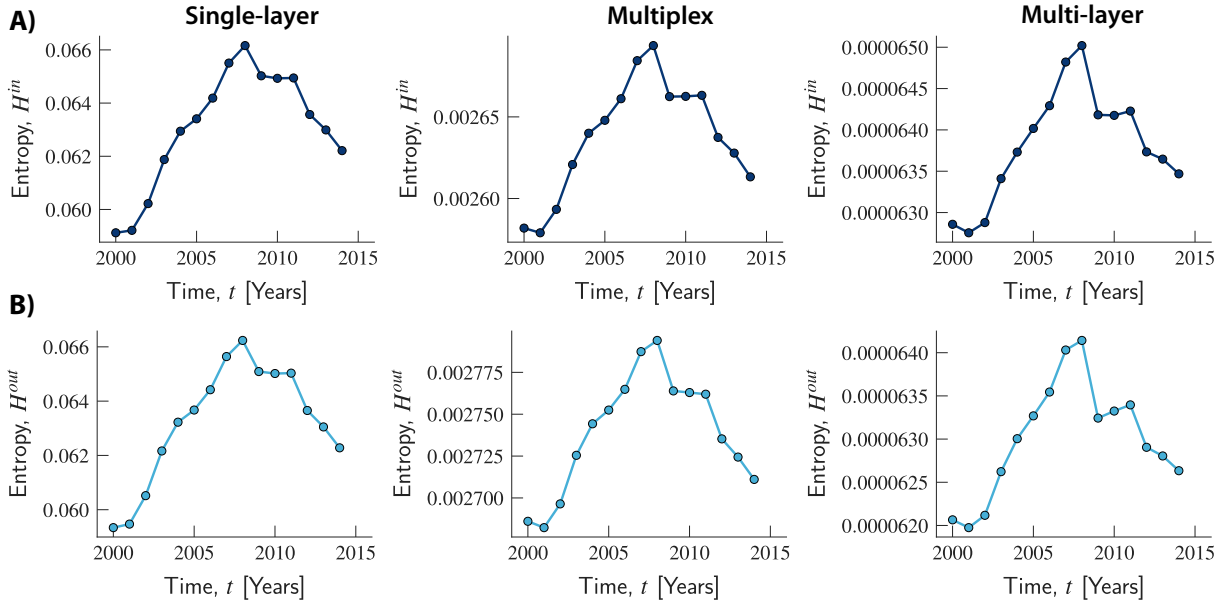 A)
Single-layer
Multiplex
Multi-layer
Entropy, H^in
0.066
0.064
0.062
0.060
2000 2005 2010 2015
Time, t [Years]
Entropy, H^in
0.00265
0.00260
2000 2005 2010 2015
Time, t [Years]
Entropy, H^in
0.0000650
0.0000645
0.0000640
0.0000635
0.0000630
2000 2005 2010 2015
Time, t [Years]
B)
Entropy, H^out
0.066
0.064
0.062
0.060
2000 2005 2010 2015
Time, t [Years]
Entropy, H^out
0.002775
0.002750
0.002725
0.002700
2000 2005 2010 2015
Time, t [Years]
Entropy, H^out
0.0000640
0.0000635
0.0000630
0.0000625
0.0000620
2000 2005 2010 2015
Time, t [Years]